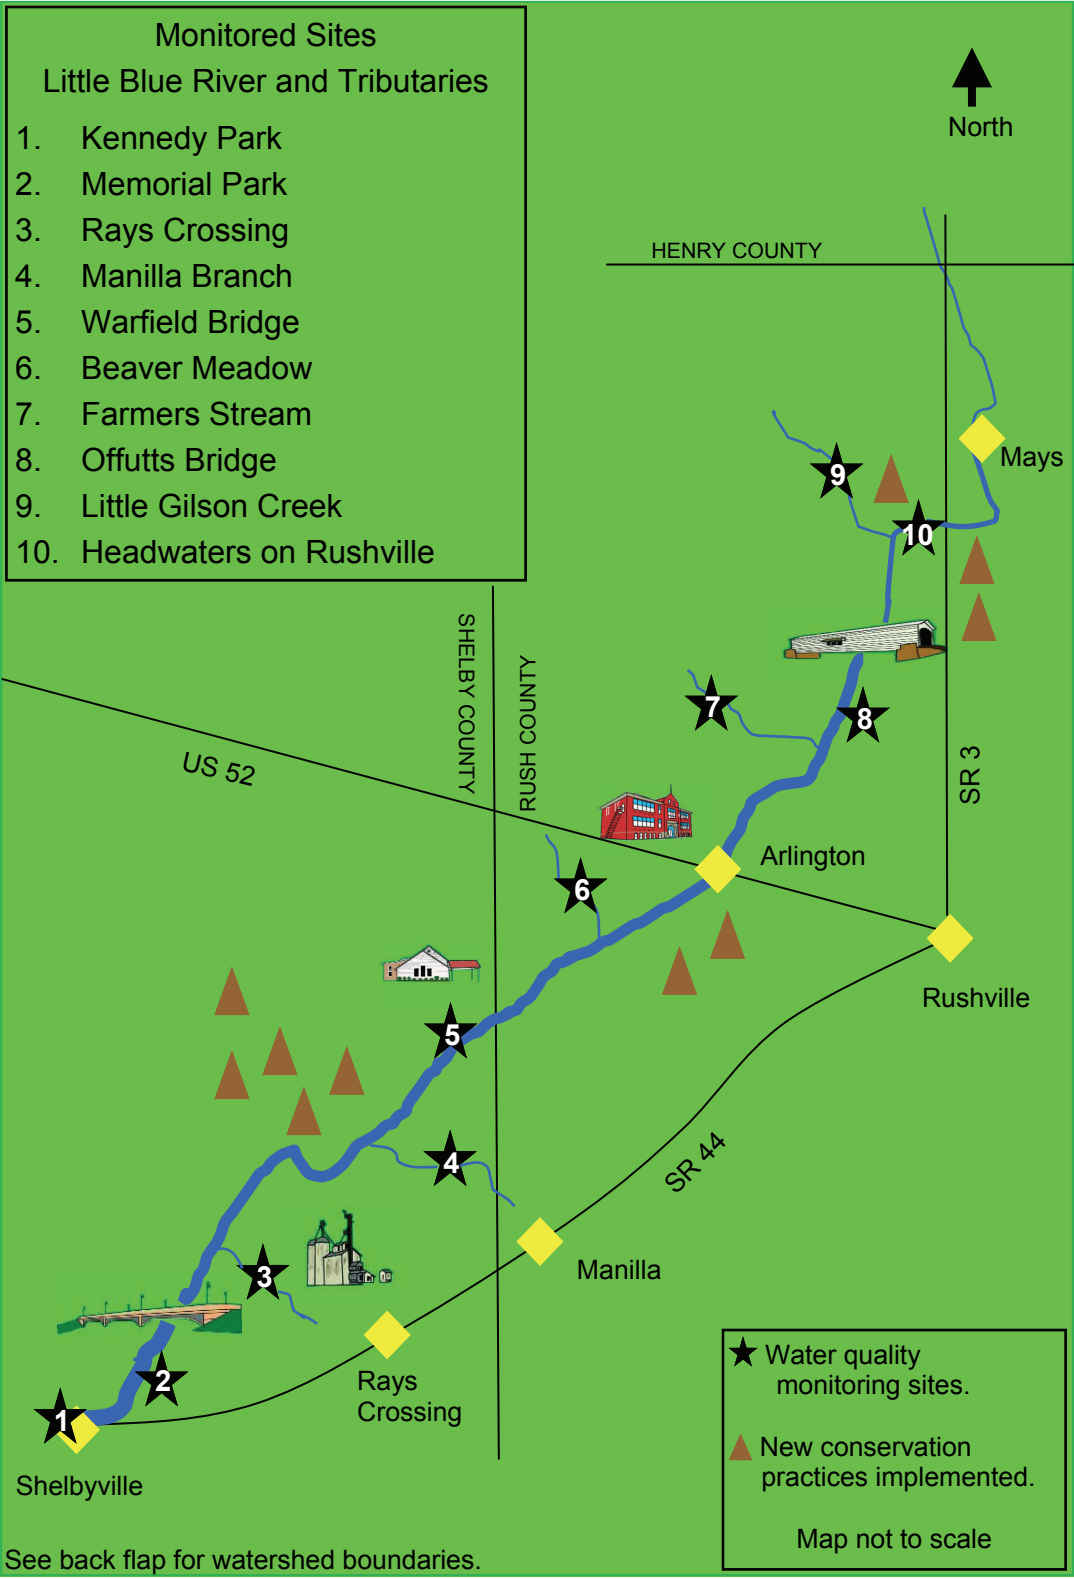 Monitored Sites
Little Blue River and Tributaries
1. Kennedy Park
2. Memorial Park
3. Rays Crossing
4. Manilla Branch
5. Warfield Bridge
6. Beaver Meadow
7. Farmers Stream
8. Offutts Bridge
9. Little Gilson Creek
10. Headwaters on Rushville
North
HENRY COUNTY
Mays
9
10
SHELBY COUNTY
RUSH COUNTY
7
8
US 52
SR 3
Arlington
6
Rushville
5
4
SR 44
Manilla
3
2
Rays
Crossing
1
Shelbyville
Water quality
monitoring sites.
New conservation
practices implemented.
Map not to scale
See back flap for watershed boundaries.